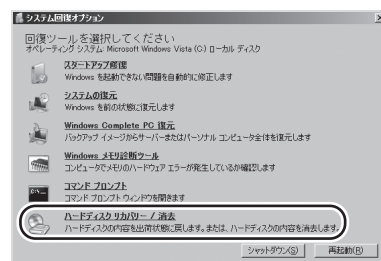 システム回復オプション
回復ツールを選択してください
オペレーティング システム: Microsoft Windows Vista (C:) ローカル ディスク
スタートアップ修復
Windows を起動できない問題を自動的に修正します
システムの復元
Windows を前の状態に復元します
Windows Complete PC 復元
バックアップ イメージからサーバーまたはパーソナル コンピュータ全体を復元します
Windows メモリ診断ツール
コンピュータでメモリのハードウェア エラーが発生しているか確認します
コマンド プロンプト
コマンド プロンプト ウィンドウを開きます
ハードディスク リカバリー / 消去
ハードディスクの内容を出荷状態に戻します。または、ハードディスクの内容を消去します。
シャットダウン(S) 再起動(R)